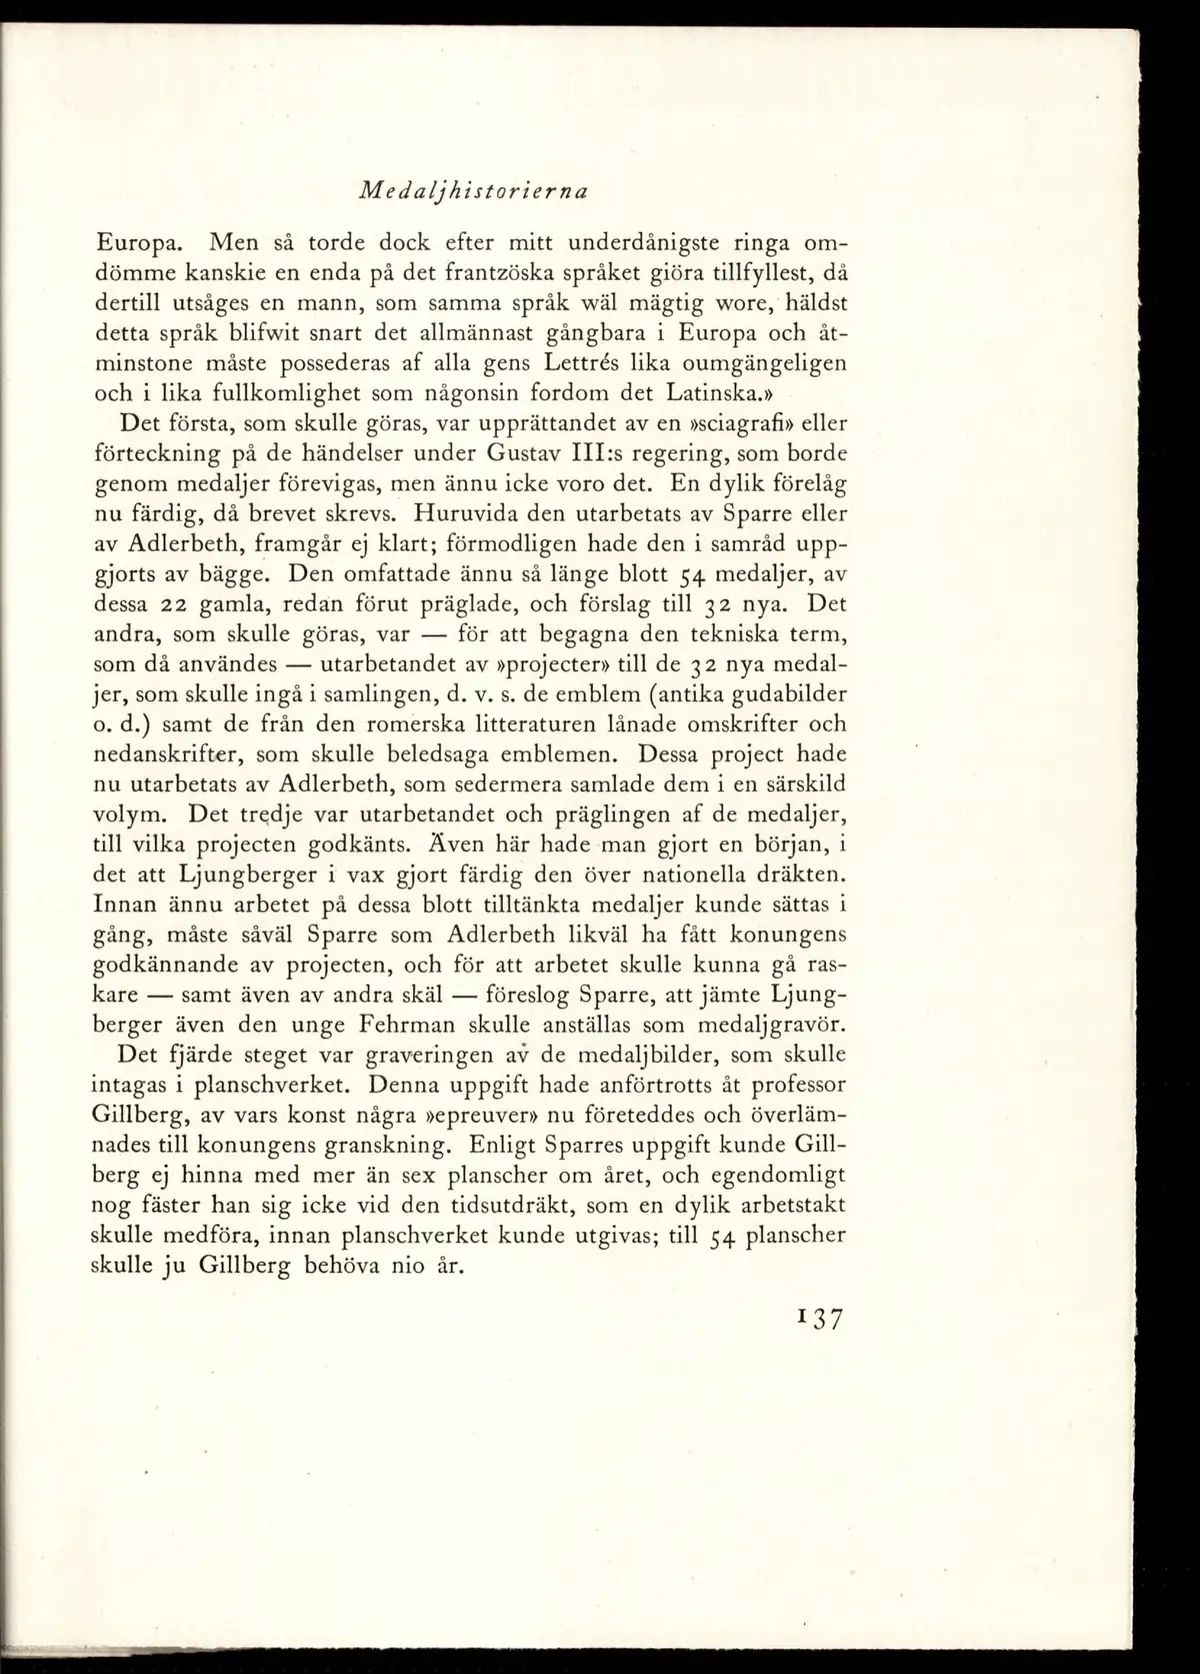 Medaljhistorierna
Europa. Men så torde dock efter mitt underdånigste ringa om-
dömme kanskie en enda på det frantzöska språket giöra tillfyllest, då
dertill utsåges en mann, som samma språk wäl mägtig wore, häldst
detta språk blifwit snart det allmännast gångbara i Europa och åt-
minstone måste possederas af alla gens Lettrés lika oumgängeligen
och i lika fullkomlighet som någonsin fordom det Latinska.»
Det första, som skulle göras, var upprättandet av en »sciagrafi» eller
förteckning på de händelser under Gustav III:s regering, som borde
genom medaljer förevigas, men ännu icke voro det. En dylik förelåg
nu färdig, då brevet skrevs. Huruvida den utarbetats av Sparre eller
av Adlerbeth, framgår ej klart; förmodligen hade den i samråd upp-
gjorts av bägge. Den omfattade ännu så länge blott 54 medaljer, av
dessa 22 gamla, redan förut präglade, och förslag till 32 nya. Det
andra, som skulle göras, var — för att begagna den tekniska term,
som då användes — utarbetandet av »projecter» till de 32 nya medal-
jer, som skulle ingå i samlingen, d. v. s. de emblem (antika gudabilder
o. d.) samt de från den romerska litteraturen lånade omskrifter och
nedanskrifter, som skulle beledsaga emblemen. Dessa project hade
nu utarbetats av Adlerbeth, som sedermera samlade dem i en särskild
volym. Det tredje var utarbetandet och präglingen af de medaljer,
till vilka projecten godkänts. Även här hade man gjort en början, i
det att Ljungberger i vax gjort färdig den över nationella dräkten.
Innan ännu arbetet på dessa blott tilltänkta medaljer kunde sättas i
gång, måste såväl Sparre som Adlerbeth likväl ha fått konungens
godkännande av projecten, och för att arbetet skulle kunna gå ras-
kare — samt även av andra skäl — föreslog Sparre, att jämte Ljung-
berger även den unge Fehrman skulle anställas som medaljgravör.
Det fjärde steget var graveringen av de medaljbilder, som skulle
intagas i planschverket. Denna uppgift hade anförtrotts åt professor
Gillberg, av vars konst några »epreuver» nu företeddes och överläm-
nades till konungens granskning. Enligt Sparres uppgift kunde Gill-
berg ej hinna med mer än sex planscher om året, och egendomligt
nog fäster han sig icke vid den tidsutdräkt, som en dylik arbetstakt
skulle medföra, innan planschverket kunde utgivas; till 54 planscher
skulle ju Gillberg behöva nio år.
137